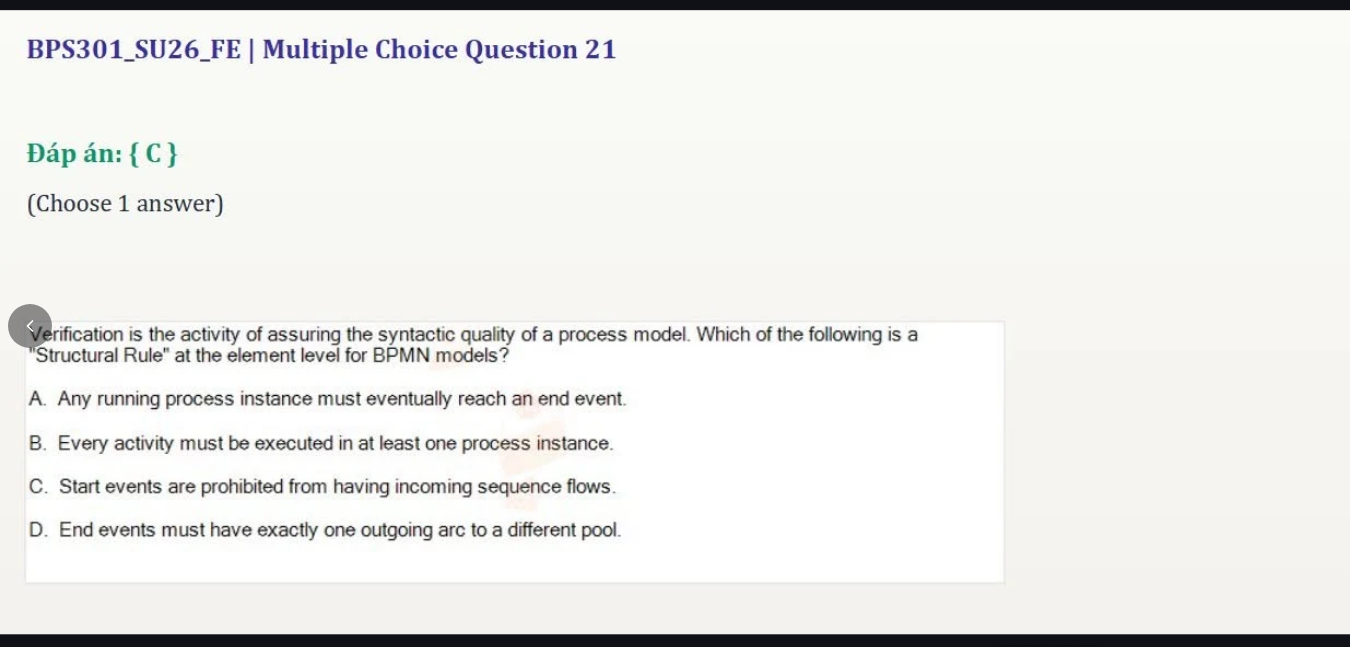 BPS301_SU26_FE | Multiple Choice Question 21
Đáp án: { C }
(Choose 1 answer)
Verification is the activity of assuring the syntactic quality of a process model. Which of the following is a
"Structural Rule" at the element level for BPMN models?
A. Any running process instance must eventually reach an end event.
B. Every activity must be executed in at least one process instance.
C. Start events are prohibited from having incoming sequence flows.
D. End events must have exactly one outgoing arc to a different pool.